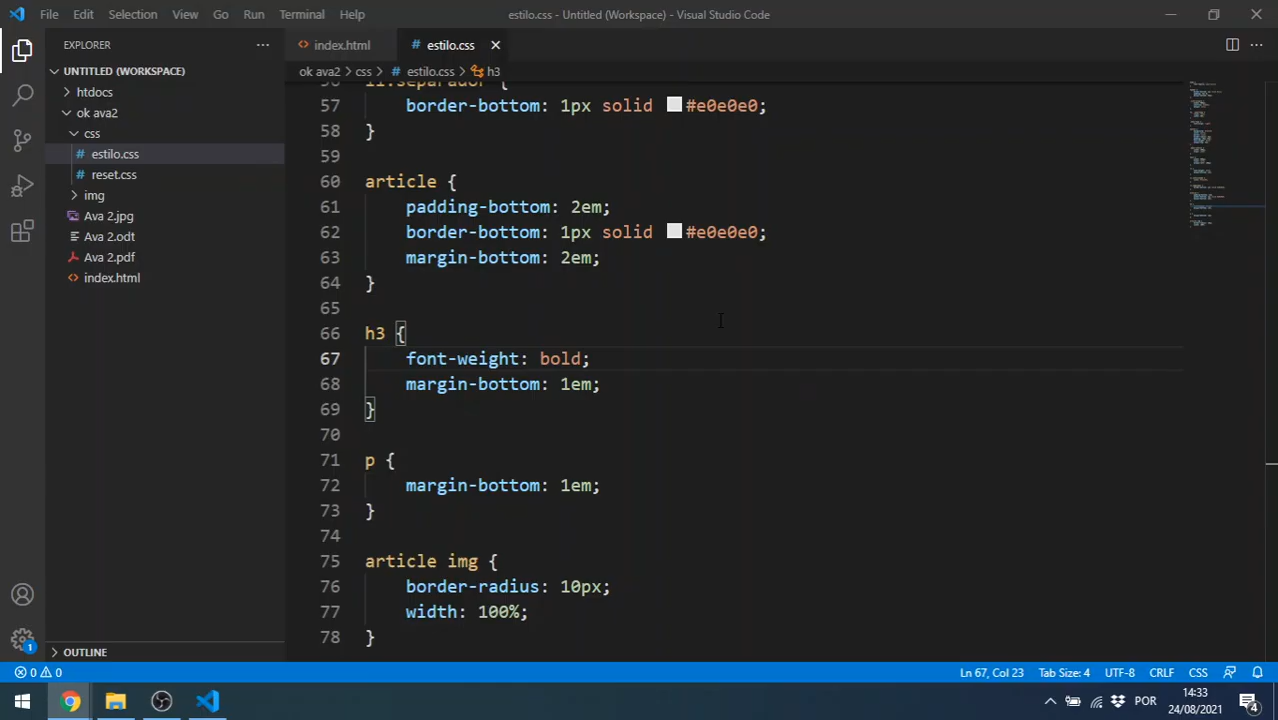 File Edit Selection View Go Run Terminal Help
estilo.css - Untitled (Workspace) - Visual Studio Code
EXPLORER
index.html
# estilo.css
UNTITLED (WORKSPACE)
htdocs
ok ava2
css
# estilo.css
# reset.css
img
Ava 2.jpg
Ava 2.odt
Ava 2.pdf
<> index.html
OUTLINE
ok ava2 > css > # estilo.css > h3
56 li.separador {
57 border-bottom: 1px solid #e0e0e0;
58 }
59
60 article {
61 padding-bottom: 2em;
62 border-bottom: 1px solid #e0e0e0;
63 margin-bottom: 2em;
64 }
65
66 h3 {
67 font-weight: bold;
68 margin-bottom: 1em;
69 }
70
71 p {
72 margin-bottom: 1em;
73 }
74
75 article img {
76 border-radius: 10px;
77 width: 100%;
78 }
1
0 0
Ln 67, Col 23 Tab Size: 4 UTF-8 CRLF CSS
POR
14:33
24/08/2021
4